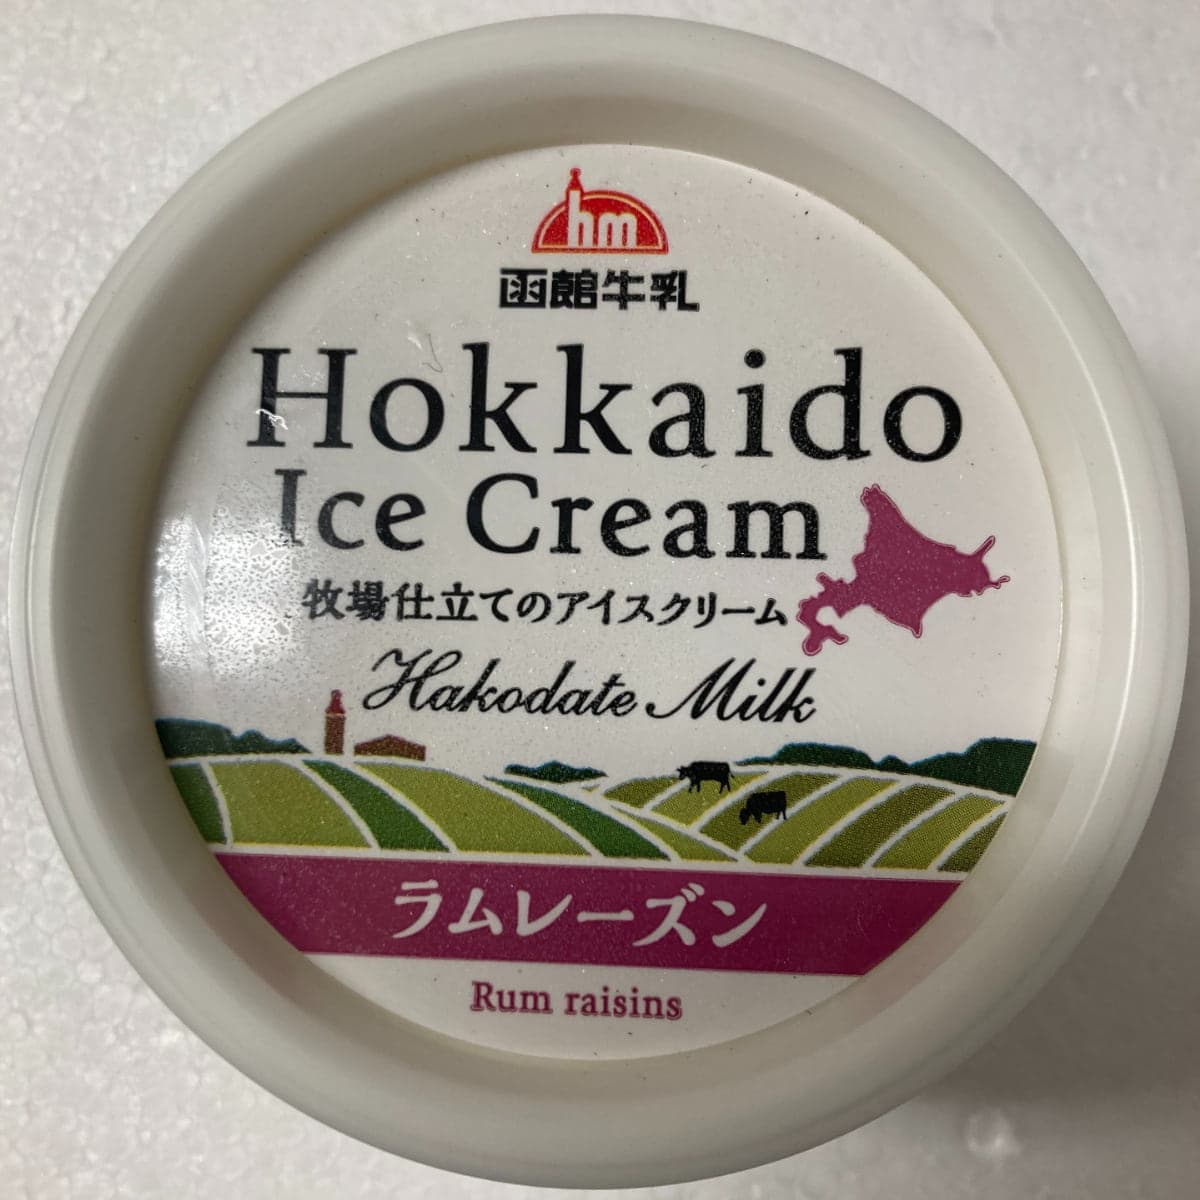 hm
函館牛乳
Hokkaido
Ice Cream
牧場仕立てのアイスクリーム
Hakodate Milk
ラムレーズン
Rum raisins